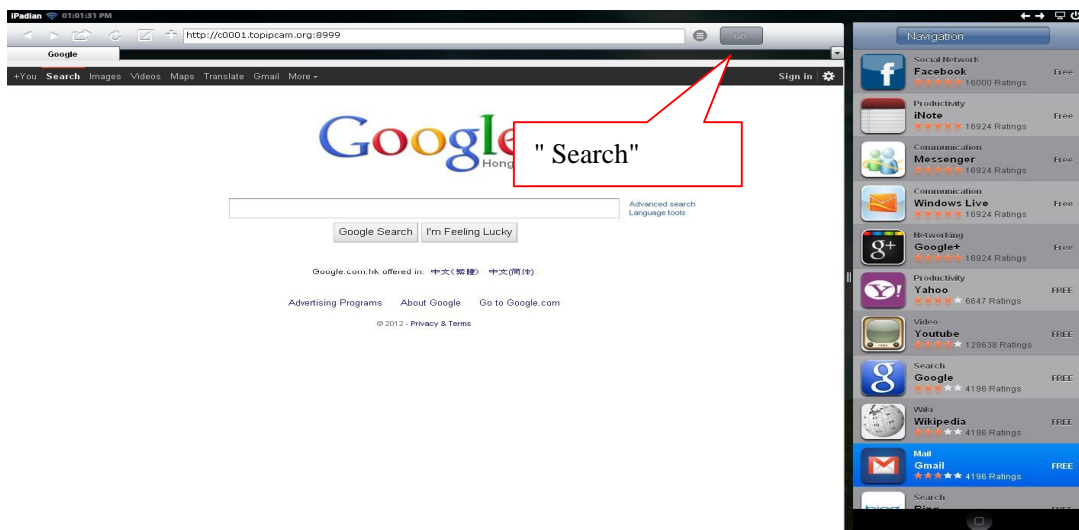 iPadian 01:01:31 PM
http://c0001.topipcam.org:8999
GO
Google
+You Search Images Videos Maps Translate Gmail More
Sign in
Google
Hong
" Search"
Advanced search
Language tools
Google Search I'm Feeling Lucky
Google.com.hk offered in: 中文(繁體) 中文(简体)
Advertising Programs About Google Go to Google.com
© 2012 - Privacy & Terms
Navigation
Social Network
Facebook Free
16000 Ratings
Productivity
iNote Free
16924 Ratings
Communication
Messenger Free
16924 Ratings
Communication
Windows Live Free
16924 Ratings
Networking
Google+ Free
16924 Ratings
Productivity
Yahoo FREE
6647 Ratings
Video
Youtube FREE
129638 Ratings
Search
Google FREE
4196 Ratings
Wiki
Wikipedia FREE
4196 Ratings
Mail
Gmail FREE
4196 Ratings
Search